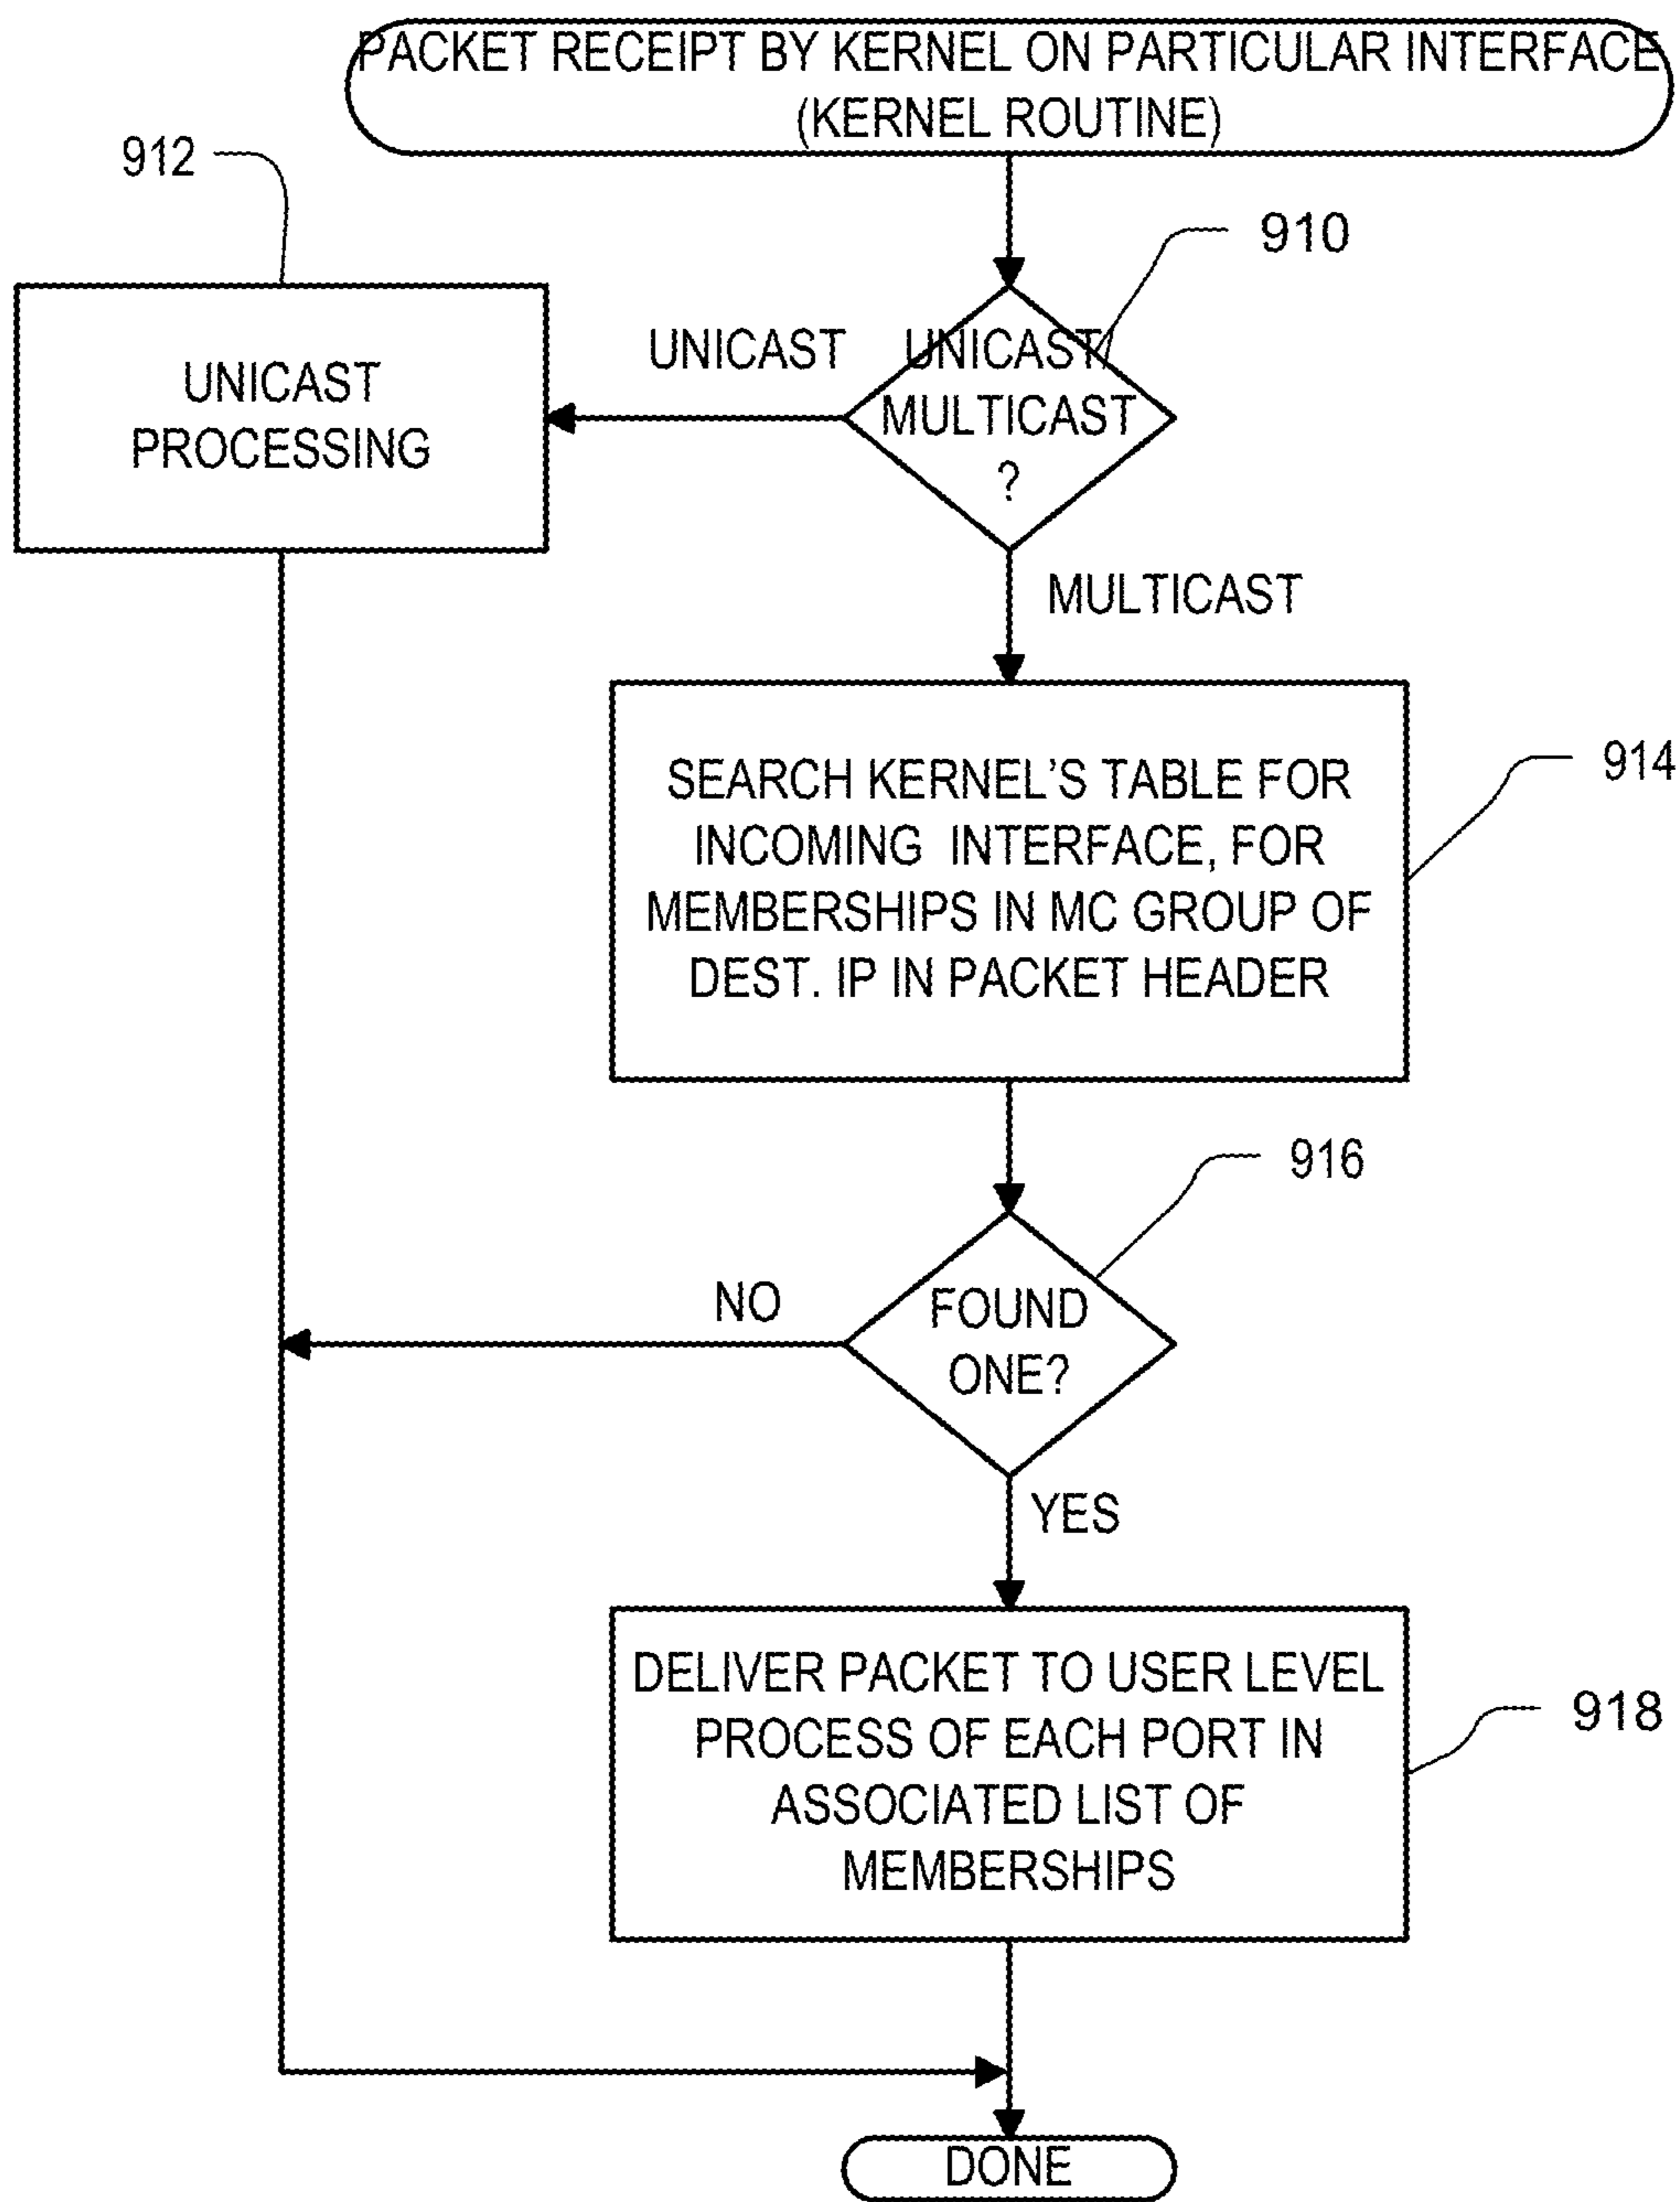 PACKET RECEIPT BY KERNEL ON PARTICULAR INTERFACE
(KERNEL ROUTINE)
912
910
UNICAST
PROCESSING
UNICAST
UNICAST/
MULTICAST
?
MULTICAST
SEARCH KERNEL'S TABLE FOR
INCOMING INTERFACE, FOR
MEMBERSHIPS IN MC GROUP OF
DEST. IP IN PACKET HEADER
914
916
NO
FOUND
ONE?
YES
DELIVER PACKET TO USER LEVEL
PROCESS OF EACH PORT IN
ASSOCIATED LIST OF
MEMBERSHIPS
918
DONE